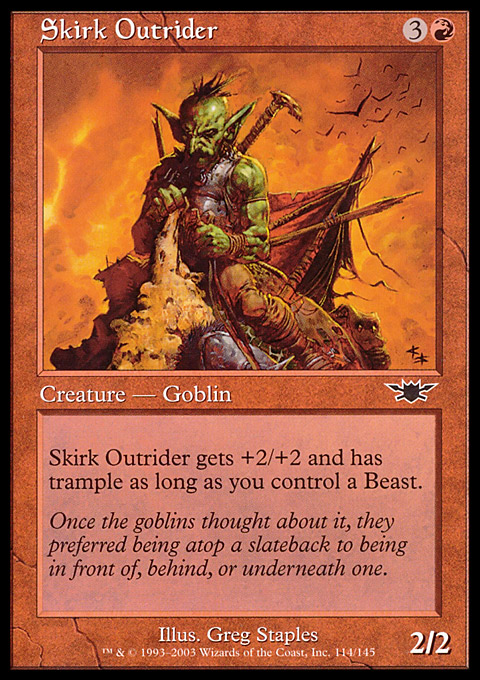 Skirk Outrider 3
Creature — Goblin
Skirk Outrider gets +2/+2 and has
trample as long as you control a Beast.
Once the goblins thought about it, they
preferred being atop a slateback to being
in front of, behind, or underneath one.
Illus. Greg Staples
™ & © 1993–2003 Wizards of the Coast, Inc. 114/145
2/2